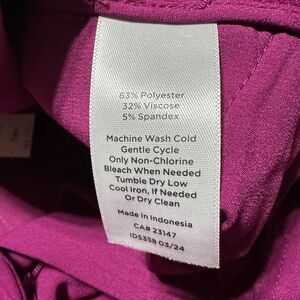 63% Polyester
32% Viscose
5% Spandex
Machine Wash Cold
Gentle Cycle
Only Non-Chlorine
Bleach When Needed
Tumble Dry Low
Cool Iron, If Needed
Or Dry Clean
Made in Indonesia
CA# 23147
ID5358 03/24